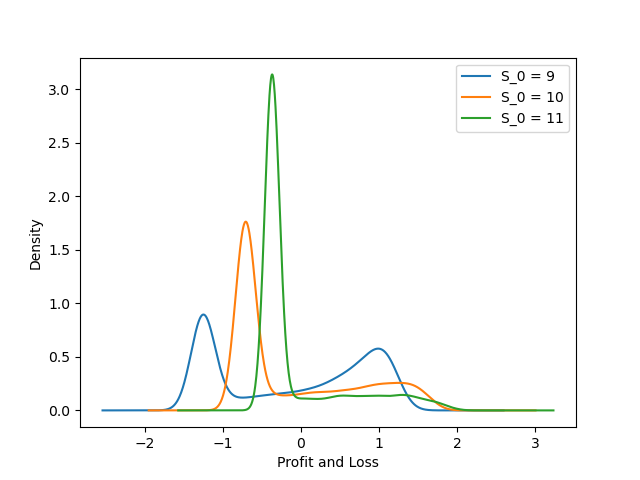 S_0 = 9
S_0 = 10
S_0 = 11
Density
3.0
2.5
2.0
1.5
1.0
0.5
0.0
−2
−1
0
1
2
3
Profit and Loss